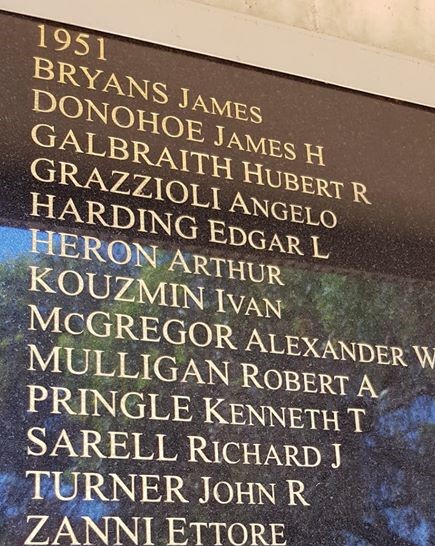 1951
BRYANS JAMES
DONOHOE JAMES H
GALBRAITH HUBERT R
GRAZZIOLI ANGELO
HARDING EDGAR L
HERON ARTHUR
KOUZMIN IVAN
MCGREGOR ALEXANDER W
MULLIGAN ROBERT A
PRINGLE KENNETH T
SARELL RICHARD J
TURNER JOHN R
ZANNI ETTORE